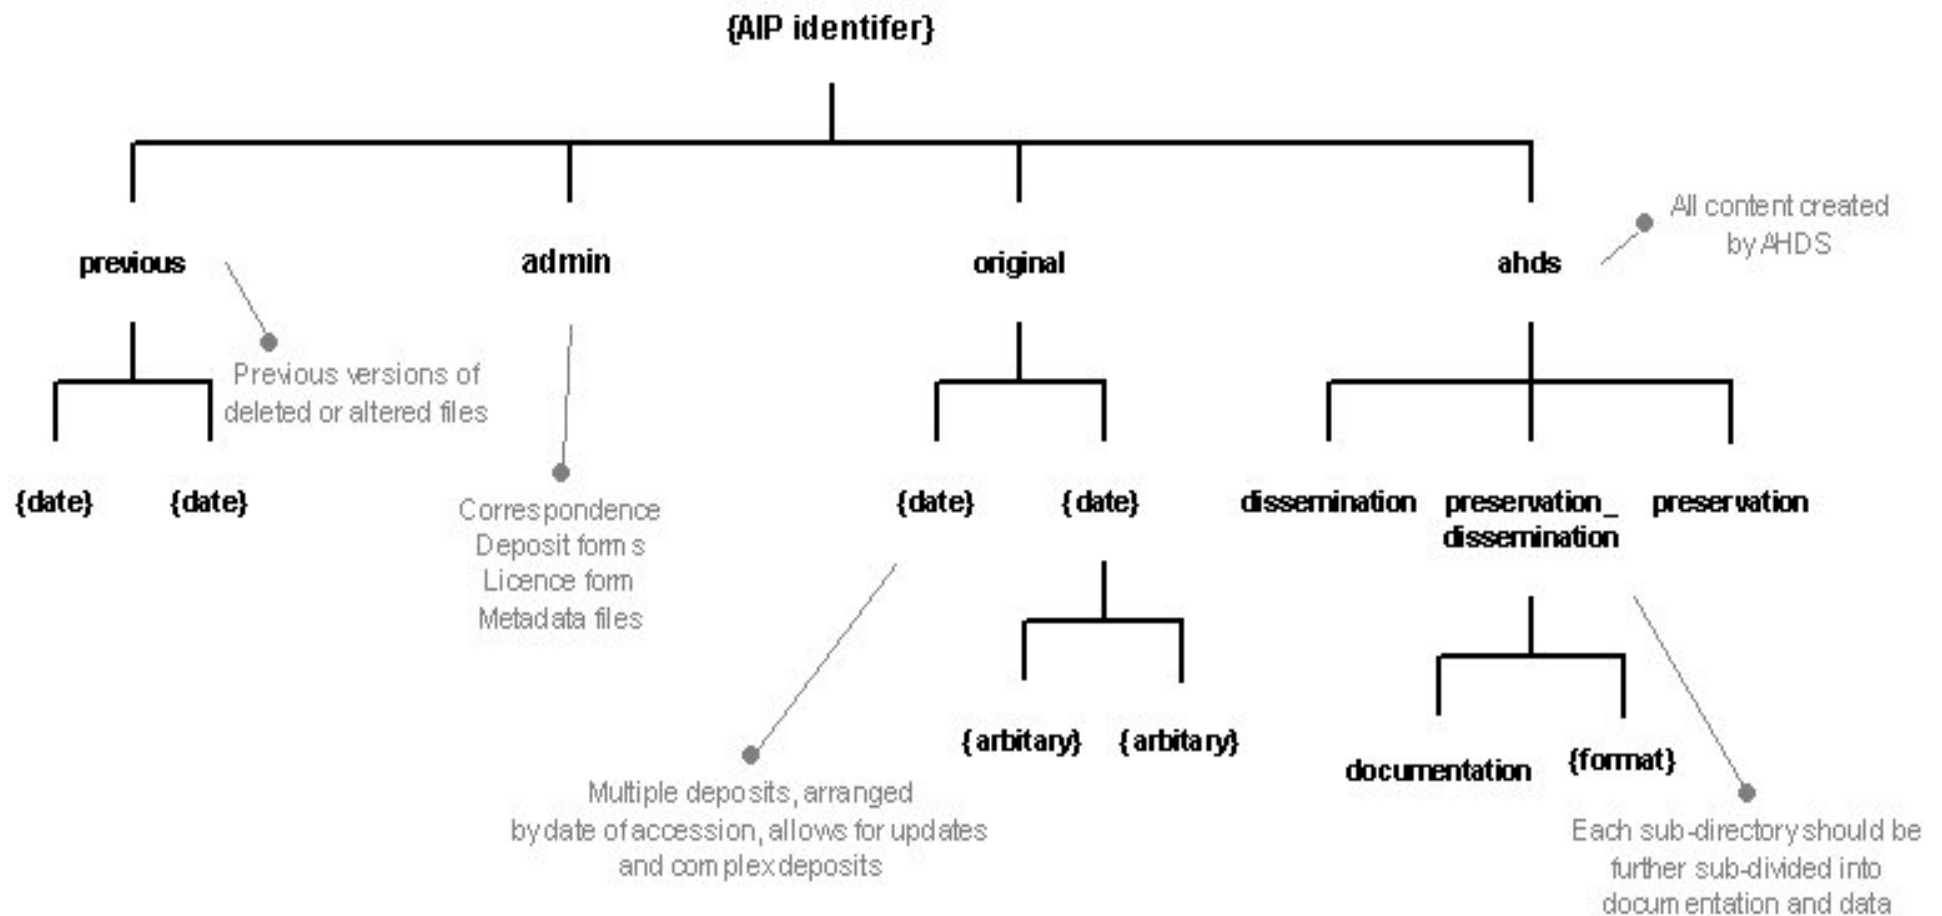 {AIP identifer}
All content created
by AHDS
previous
admin
original
ahds
Previous versions of
deleted or altered files
{date}
{date}
Correspondence
Deposit forms
Licence form
Metadata files
{date}
{date}
dissemination
preservation_
dissemination
preservation
{arbitary}
{arbitary}
documentation
{format}
Multiple deposits, arranged
by date of accession, allows for updates
and complex deposits
Each sub-directory should be
further sub-divided into
documentation and data